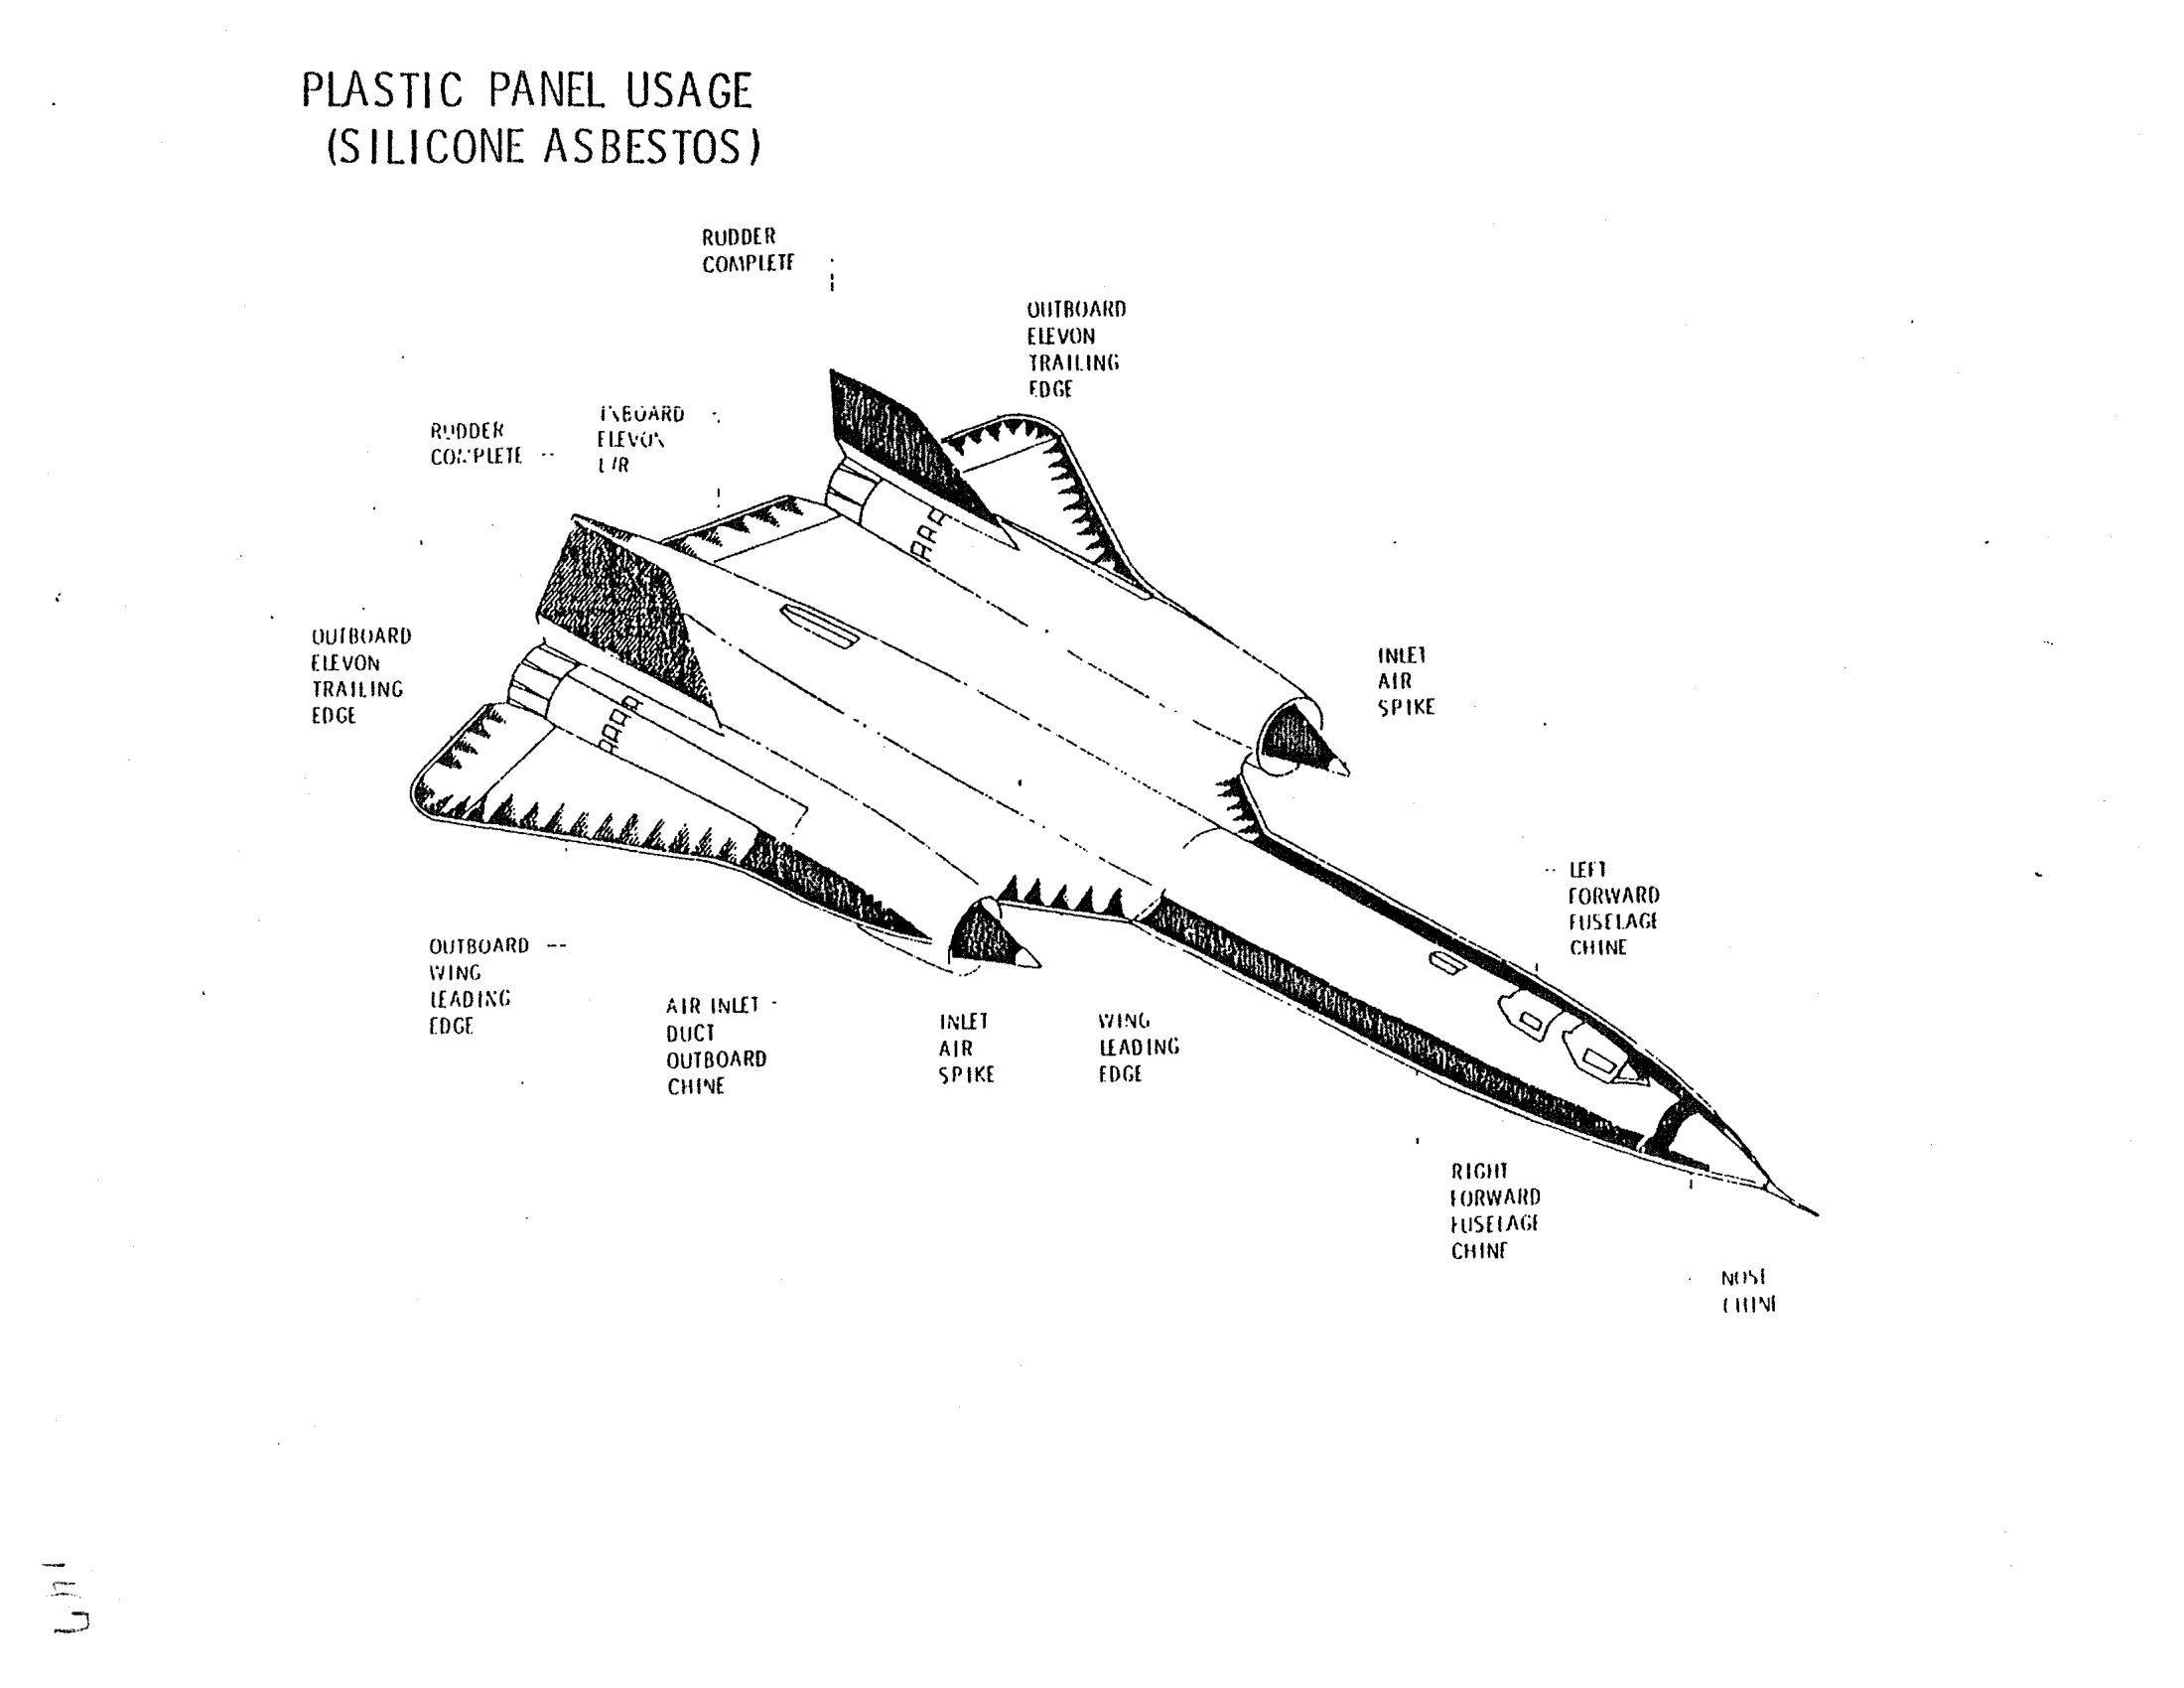 PLASTIC PANEL USAGE
(SILICONE ASBESTOS)
RUDDER
COMPLETE
OUTBOARD
ELEVON
TRAILING
EDGE
RUDDER
COMPLETE
INBOARD
ELEVON
L/R
OUTBOARD
ELEVON
TRAILING
EDGE
INLET
AIR
SPIKE
LEFT
FORWARD
FUSELAGE
CHINE
OUTBOARD
WING
LEADING
EDGE
AIR INLET
DUCT
OUTBOARD
CHINE
INLET
AIR
SPIKE
WING
LEADING
EDGE
RIGHT
FORWARD
FUSELAGE
CHINE
NOSE
CHINE